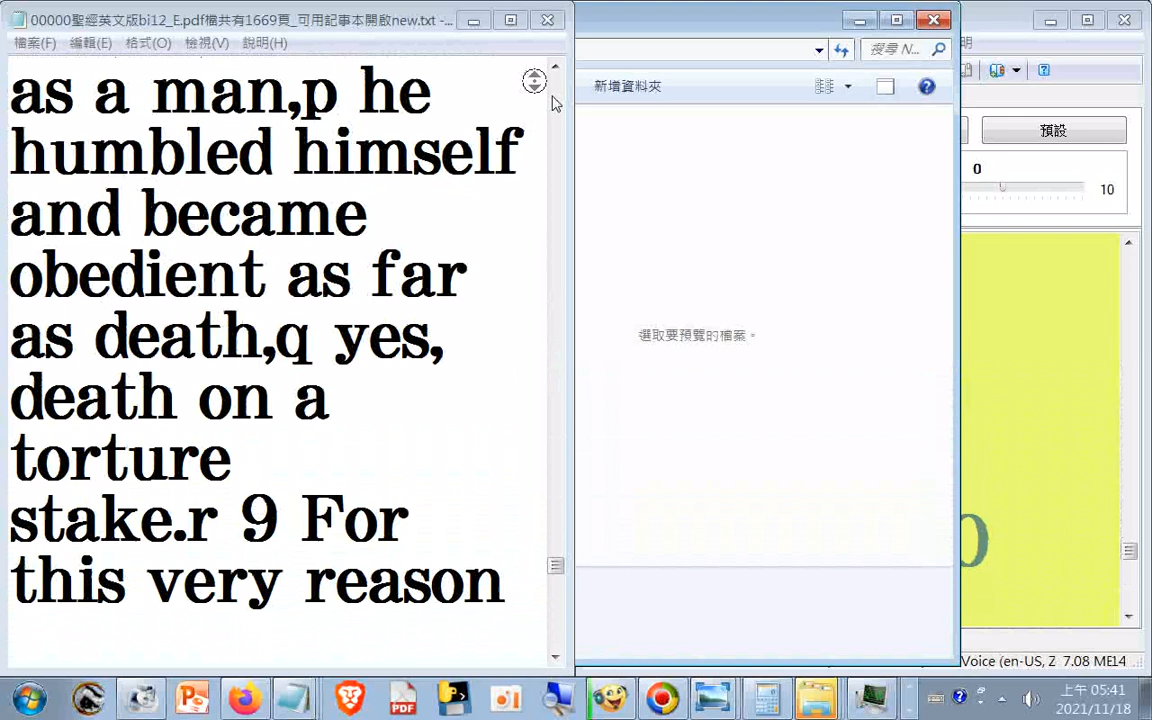 00000聖經英文版bi12_E.pdf檔共有1669頁_可用記事本開啟new.txt -...
檔案(F) 編輯(E) 格式(O) 檢視(V) 說明(H)
as a man,p he
humbled himself
and became
obedient as far
as death,q yes,
death on a
torture
stake.r 9 For
this very reason
搜尋 N...
新增資料夾
選取要預覽的檔案。
明
預設
0
10
Voice (en-US, Z 7.08 ME14
上午 05:41
2021/11/18